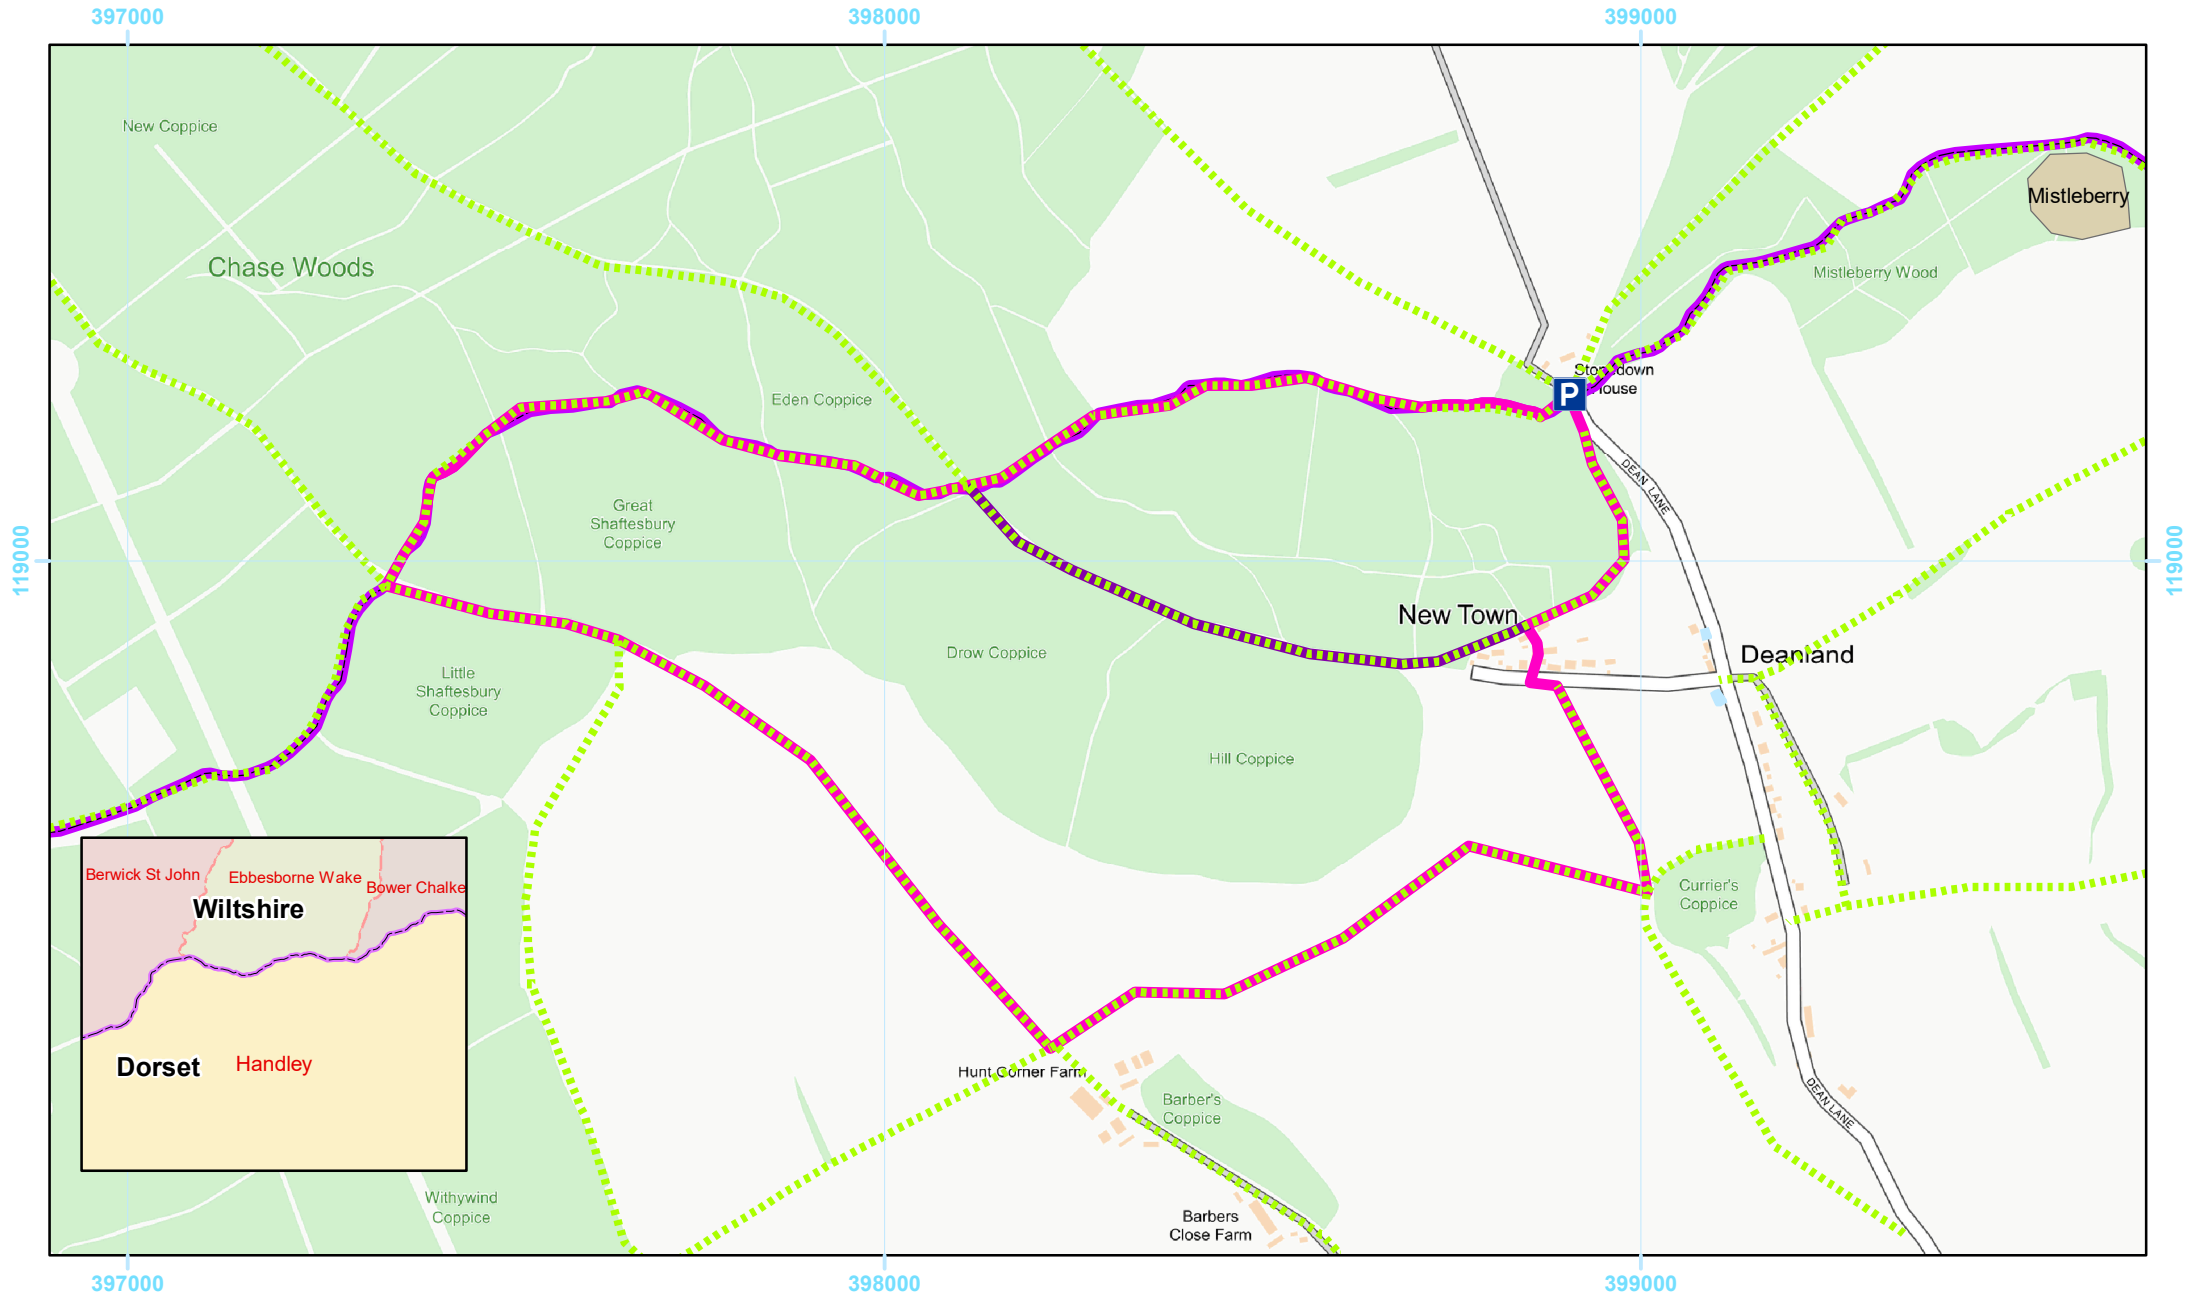 397000
398000
399000
New Coppice
Mistleberry
Chase Woods
Mistleberry Wood
P
House
Eden Coppice
DEAN LANE
Great
Shaftesbury
Coppice
119000
119000
New Town
Drow Coppice
Deanland
Little
Shaftesbury
Coppice
Hill Coppice
Berwick St John
Ebbesborne Wake
Bower Chalke
Wiltshire
Currier's
Coppice
Dorset
Handley
Hunt Corner Farm
Barber's
Coppice
DEAN LANE
Withywind
Coppice
Barbers
Close Farm
397000
398000
399000